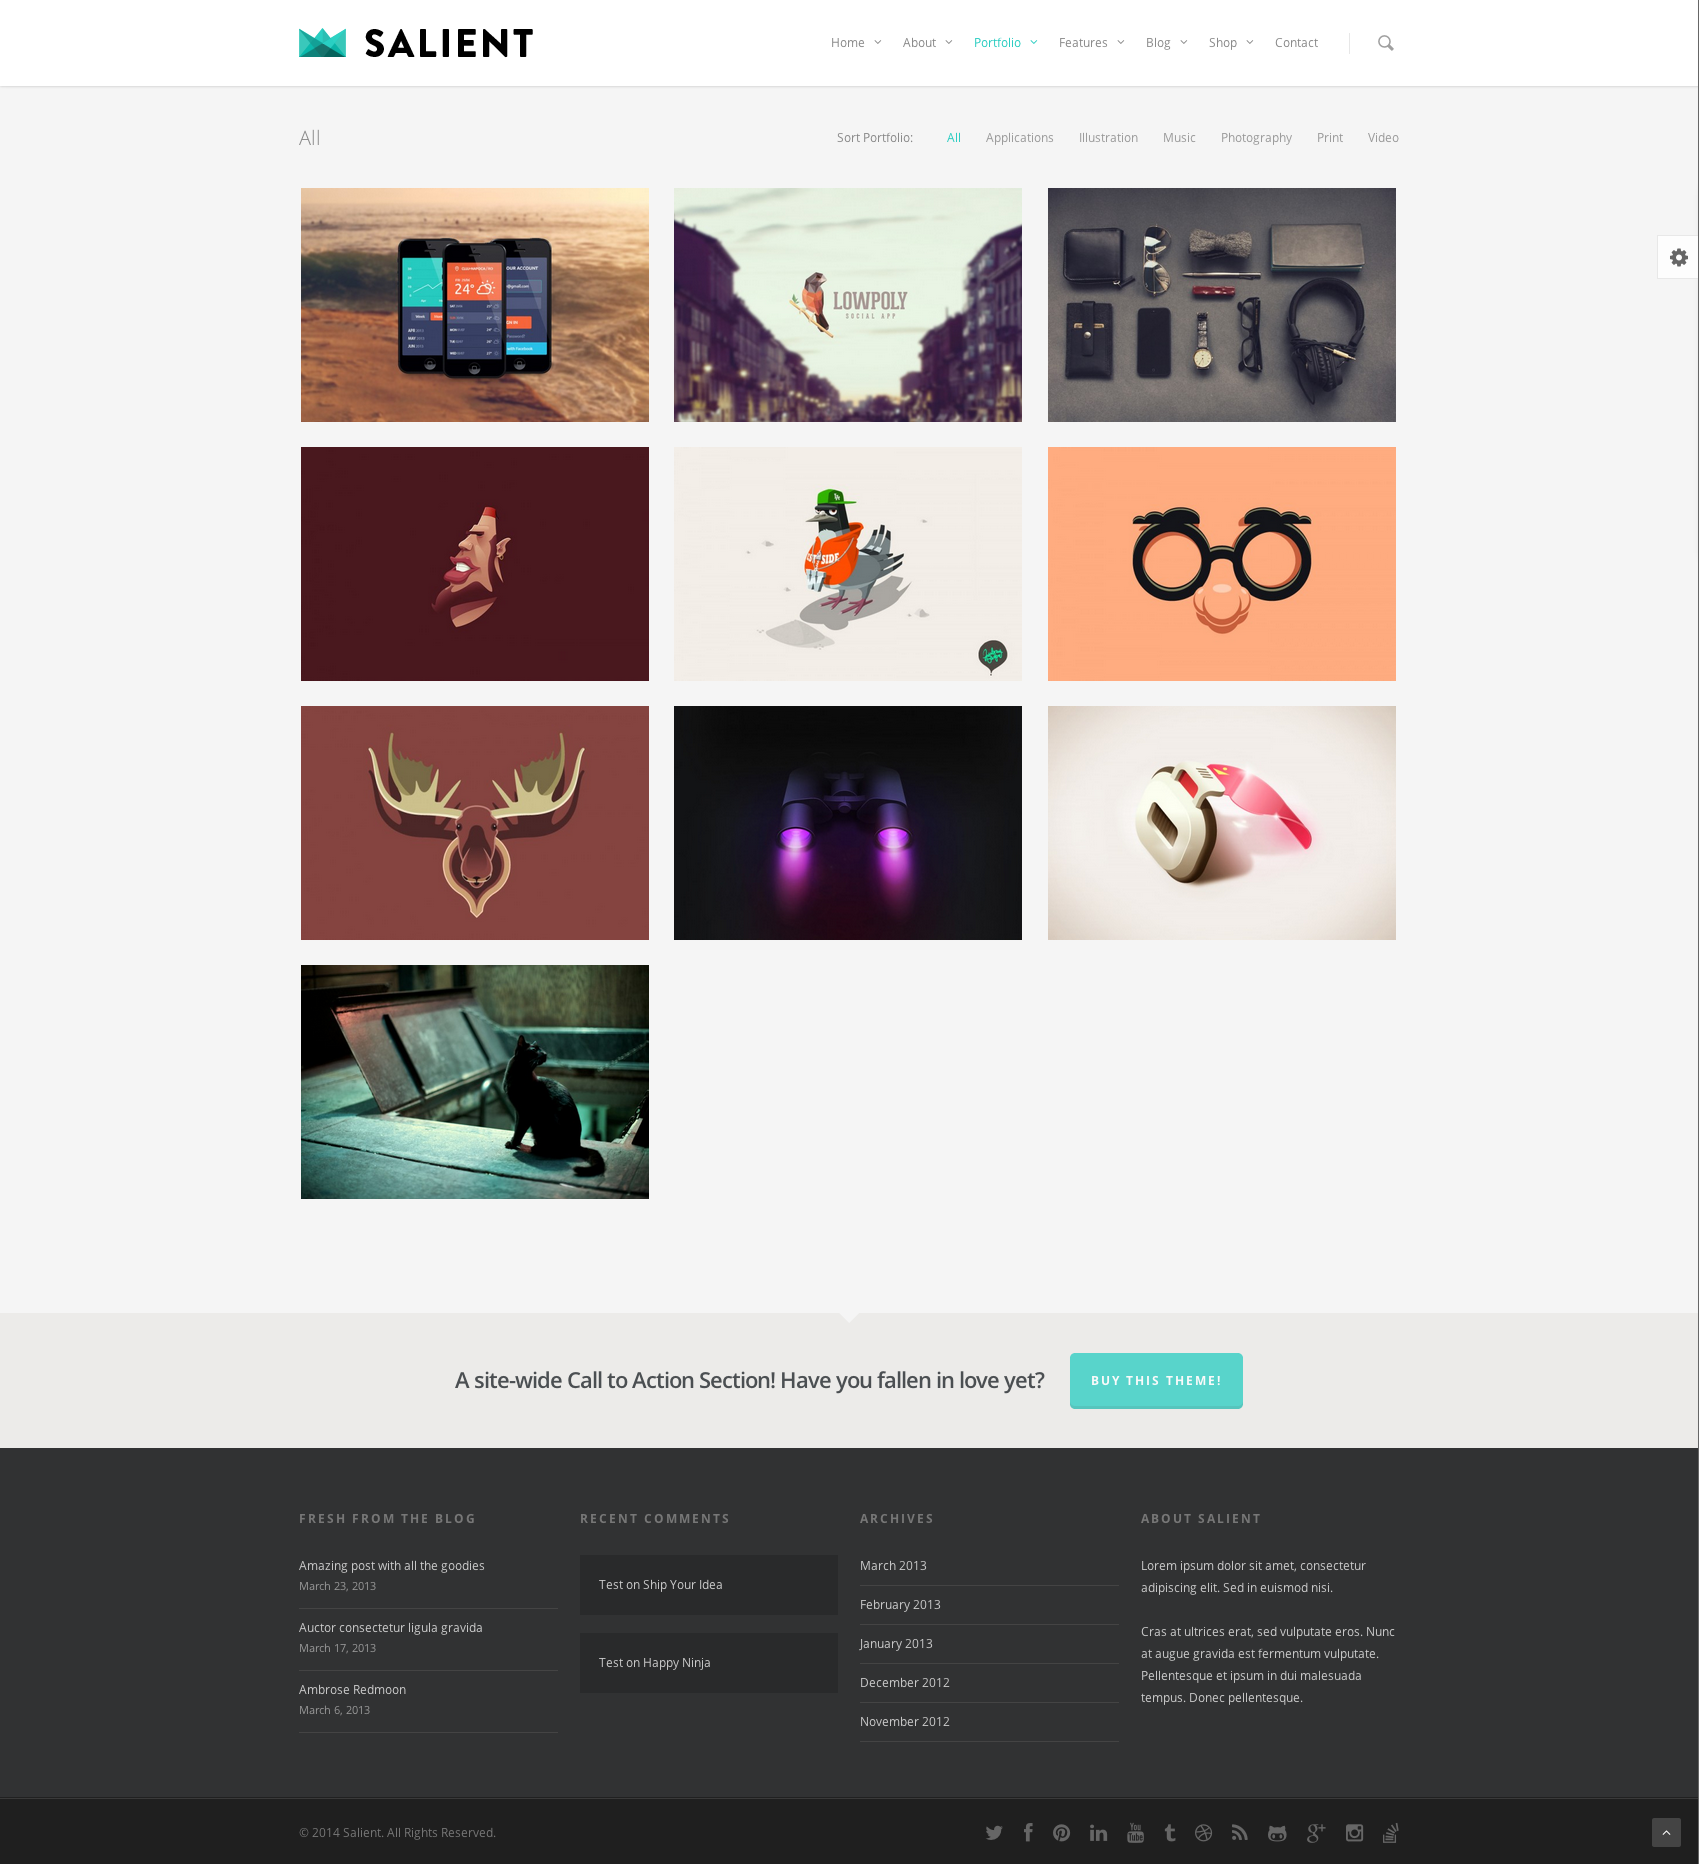 SALIENT
Home About Portfolio Features Blog Shop Contact
All
Sort Portfolio: All Applications Illustration Music Photography Print Video
YOUR ACCOUNT
24°
LOWPOLY
SOCIAL APP
SIDE
A site-wide Call to Action Section! Have you fallen in love yet?
BUY THIS THEME!
FRESH FROM THE BLOG
Amazing post with all the goodies
March 23, 2013
Auctor consectetur ligula gravida
March 17, 2013
Ambrose Redmoon
March 6, 2013
RECENT COMMENTS
Test on Ship Your Idea
Test on Happy Ninja
ARCHIVES
March 2013
February 2013
January 2013
December 2012
November 2012
ABOUT SALIENT
Lorem ipsum dolor sit amet, consectetur
adipiscing elit. Sed in euismod nisi.
Cras at ultrices erat, sed vulputate eros. Nunc
at augue gravida est fermentum vulputate.
Pellentesque et ipsum in dui malesuada
tempus. Donec pellentesque.
© 2014 Salient. All Rights Reserved.
You
Tube